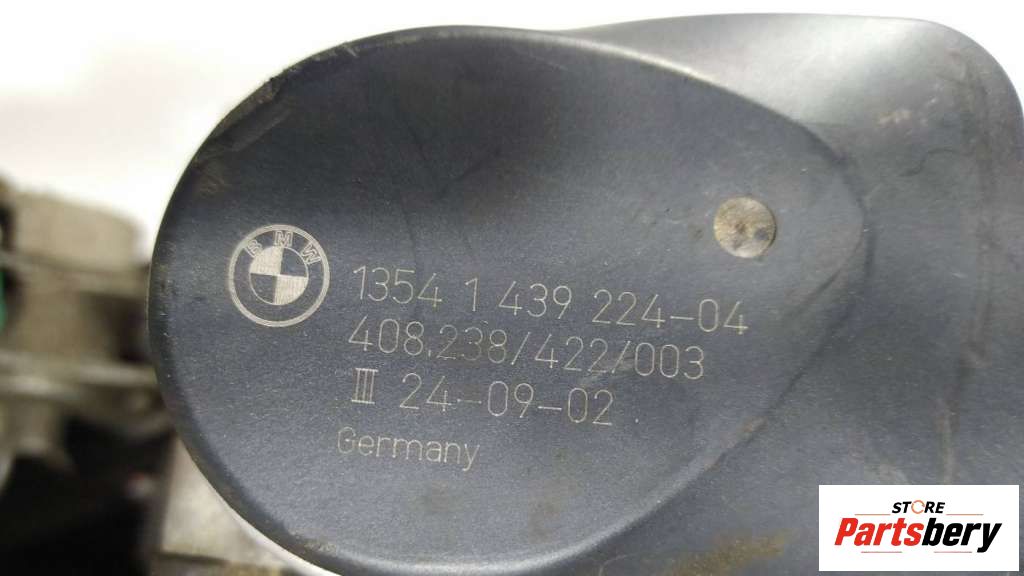 BMW
1354 1 439 224-04
408.238/422/003
III 24-09-02
Germany
STORE
Partsbery